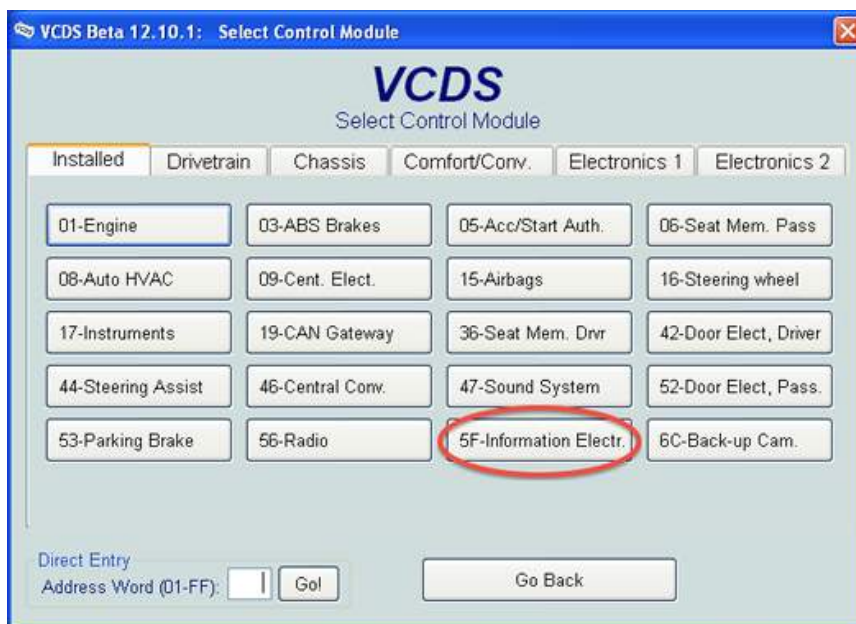 VCDS Beta 12.10.1: Select Control Module
VCDS
Select Control Module
Installed Drivetrain Chassis Comfort/Conv. Electronics 1 Electronics 2
01-Engine 03-ABS Brakes 05-Acc/Start Auth. 06-Seat Mem. Pass
08-Auto HVAC 09-Cent. Elect. 15-Airbags 16-Steering wheel
17-Instruments 19-CAN Gateway 36-Seat Mem. Drvr 42-Door Elect, Driver
44-Steering Assist 46-Central Conv. 47-Sound System 52-Door Elect, Pass.
53-Parking Brake 56-Radio 5F-Information Electr. 6C-Back-up Cam.
Direct Entry
Address Word (01-FF): Go! Go Back